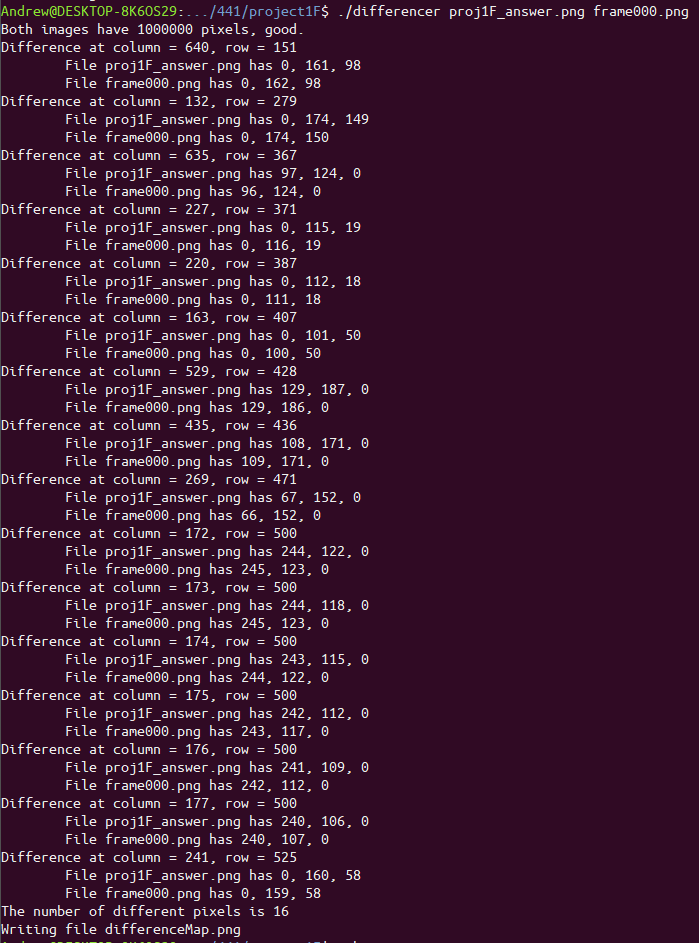 Andrew@DESKTOP-8K6OS29:.../441/project1F$ ./differencer proj1F_answer.png frame000.png
Both images have 1000000 pixels, good.
Difference at column = 640, row = 151
File proj1F_answer.png has 0, 161, 98
File frame000.png has 0, 162, 98
Difference at column = 132, row = 279
File proj1F_answer.png has 0, 174, 149
File frame000.png has 0, 174, 150
Difference at column = 635, row = 367
File proj1F_answer.png has 97, 124, 0
File frame000.png has 96, 124, 0
Difference at column = 227, row = 371
File proj1F_answer.png has 0, 115, 19
File frame000.png has 0, 116, 19
Difference at column = 220, row = 387
File proj1F_answer.png has 0, 112, 18
File frame000.png has 0, 111, 18
Difference at column = 163, row = 407
File proj1F_answer.png has 0, 101, 50
File frame000.png has 0, 100, 50
Difference at column = 529, row = 428
File proj1F_answer.png has 129, 187, 0
File frame000.png has 129, 186, 0
Difference at column = 435, row = 436
File proj1F_answer.png has 108, 171, 0
File frame000.png has 109, 171, 0
Difference at column = 269, row = 471
File proj1F_answer.png has 67, 152, 0
File frame000.png has 66, 152, 0
Difference at column = 172, row = 500
File proj1F_answer.png has 244, 122, 0
File frame000.png has 245, 123, 0
Difference at column = 173, row = 500
File proj1F_answer.png has 244, 118, 0
File frame000.png has 245, 123, 0
Difference at column = 174, row = 500
File proj1F_answer.png has 243, 115, 0
File frame000.png has 244, 122, 0
Difference at column = 175, row = 500
File proj1F_answer.png has 242, 112, 0
File frame000.png has 243, 117, 0
Difference at column = 176, row = 500
File proj1F_answer.png has 241, 109, 0
File frame000.png has 242, 112, 0
Difference at column = 177, row = 500
File proj1F_answer.png has 240, 106, 0
File frame000.png has 240, 107, 0
Difference at column = 241, row = 525
File proj1F_answer.png has 0, 160, 58
File frame000.png has 0, 159, 58
The number of different pixels is 16
Writing file differenceMap.png